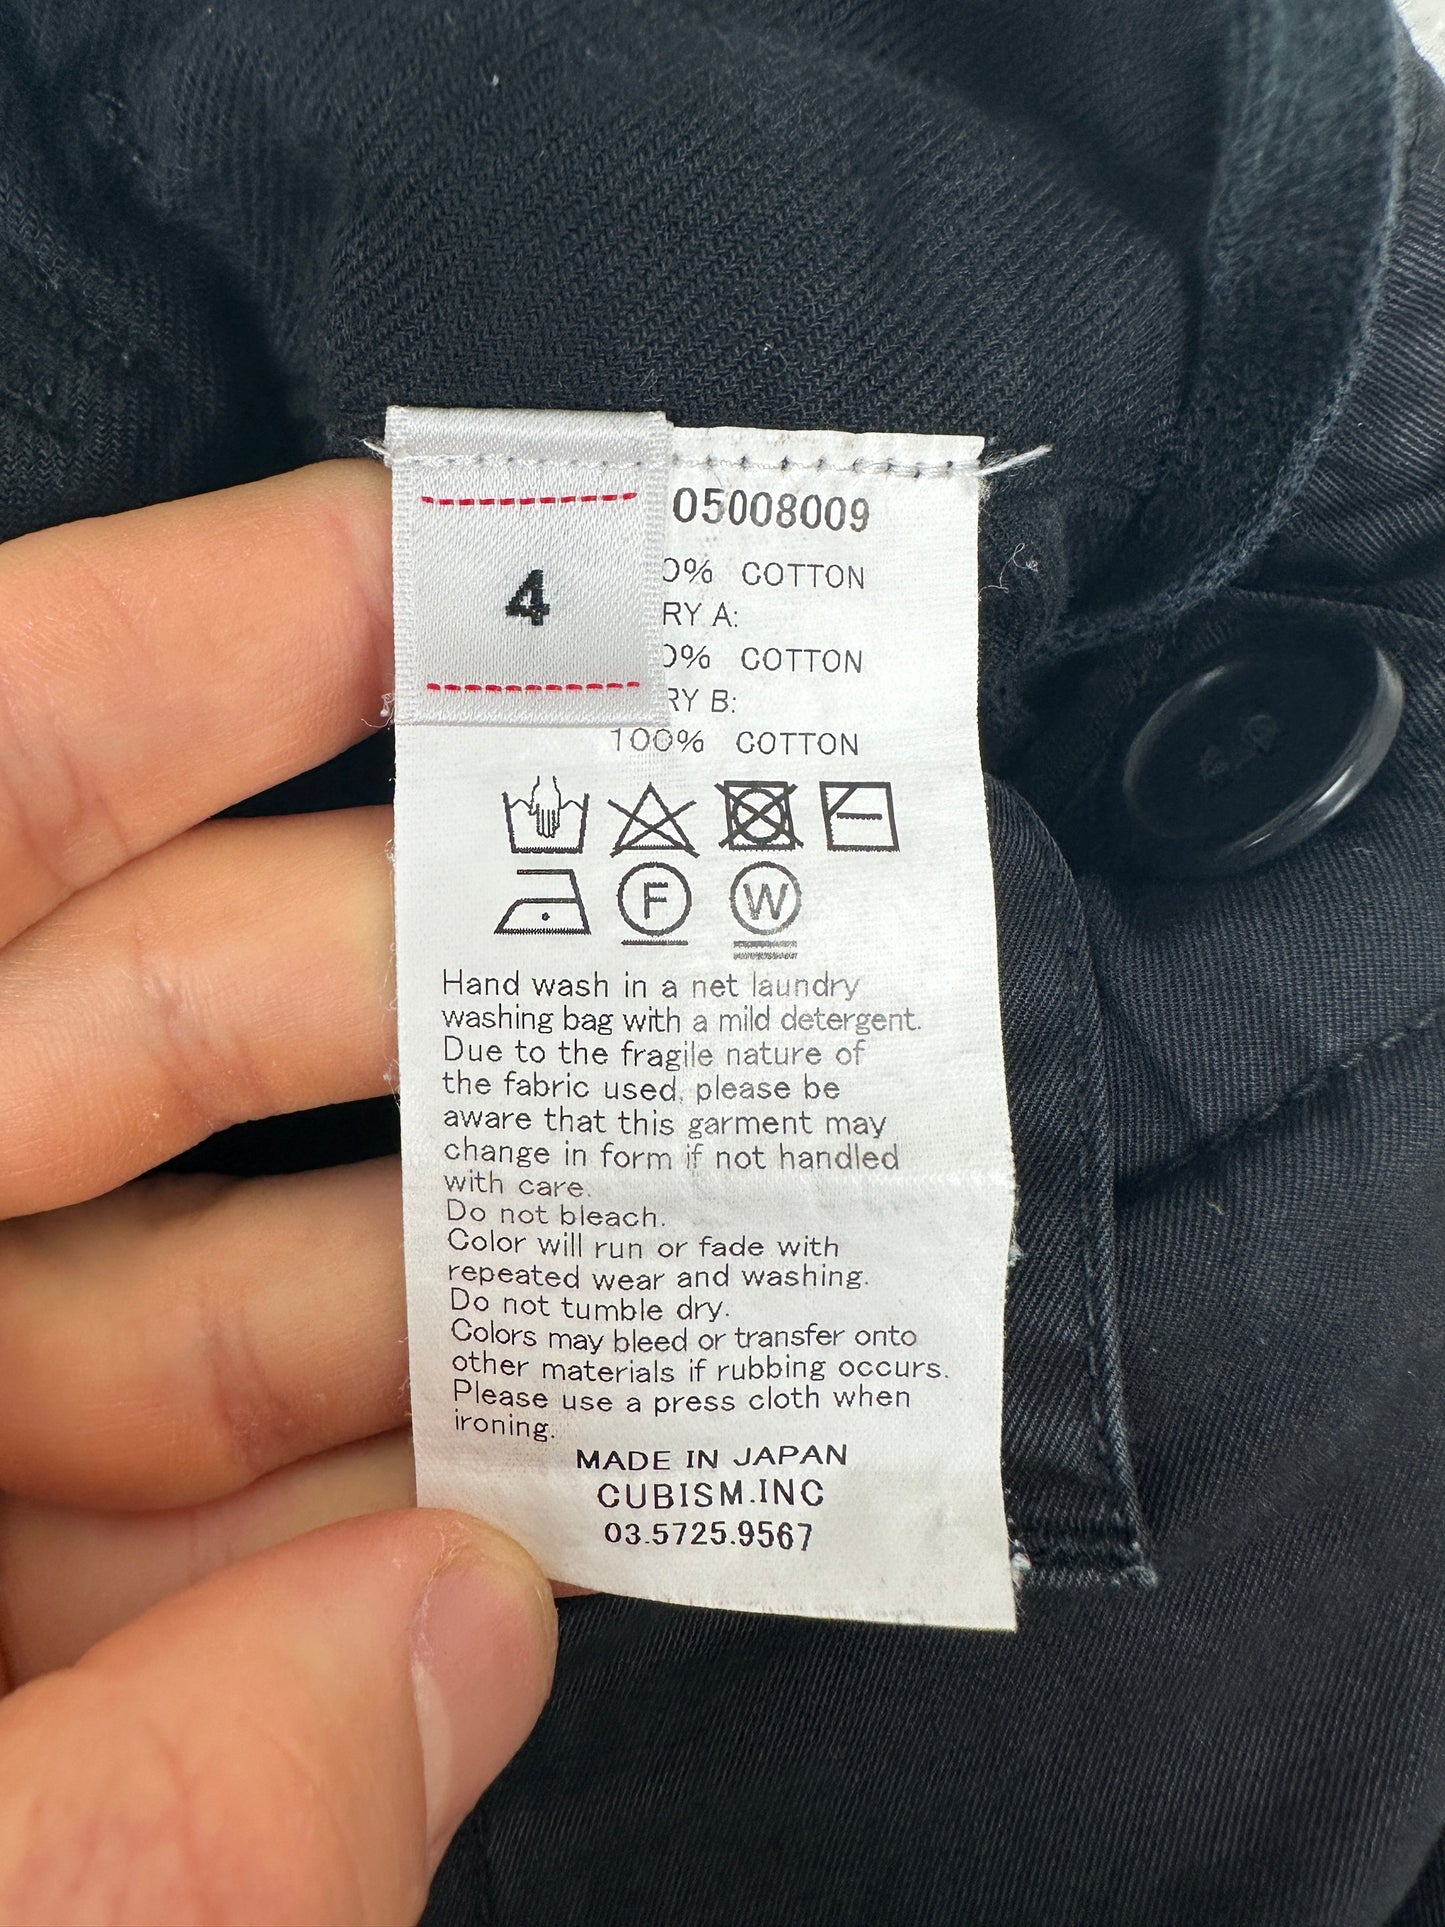 4
05008009
0% COTTON
RY A:
0% COTTON
RY B:
100% COTTON
F
W
Hand wash in a net laundry
washing bag with a mild detergent.
Due to the fragile nature of
the fabric used, please be
aware that this garment may
change in form if not handled
with care.
Do not bleach.
Color will run or fade with
repeated wear and washing.
Do not tumble dry.
Colors may bleed or transfer onto
other materials if rubbing occurs.
Please use a press cloth when
ironing.
MADE IN JAPAN
CUBISM.INC
03.5725.9567